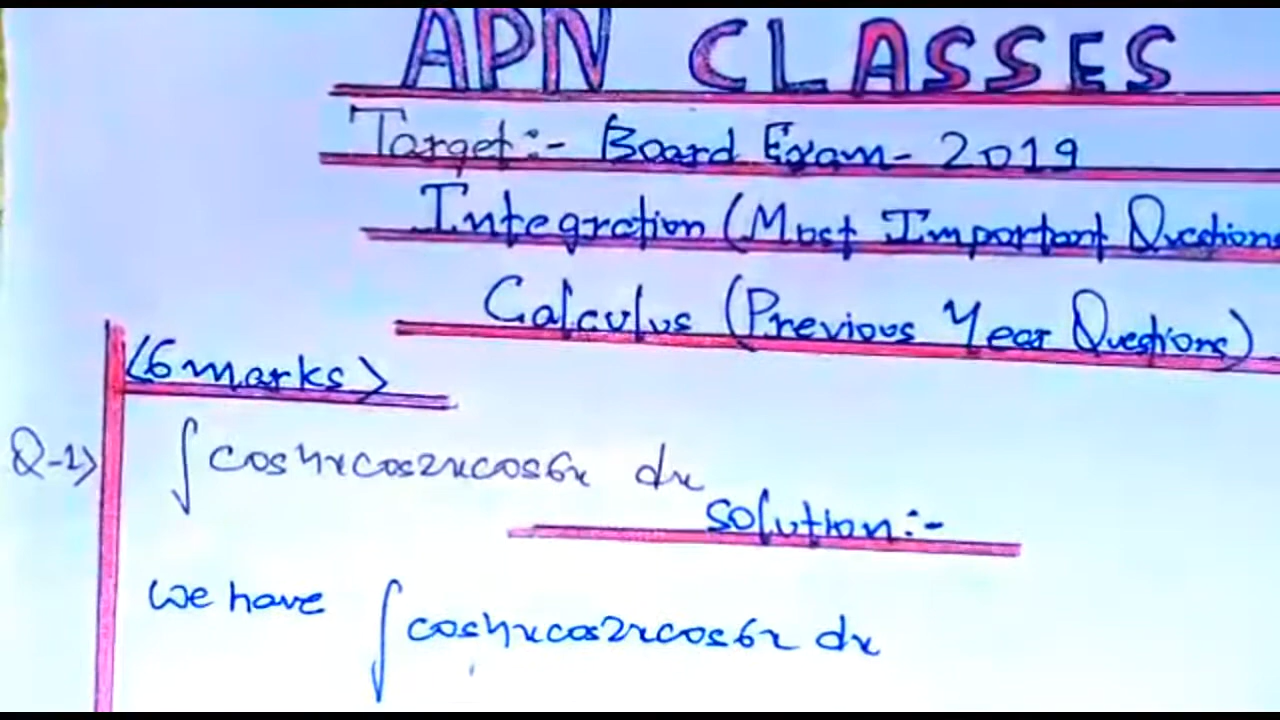 APN CLASSES
Target:- Board Exam- 2019
Integration (Most Important Questions
Calculus (Previous Year Questions)
<6 marks>
Q-1> ∫cos4xcos2xcos6x dx
Solution:-
We have ∫cos4xcos2xcos6x dx